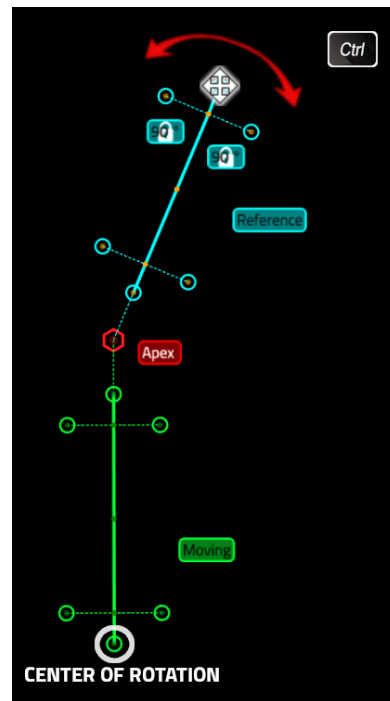 Ctrl
90°
90°
Reference
Apex
Moving
CENTER OF ROTATION